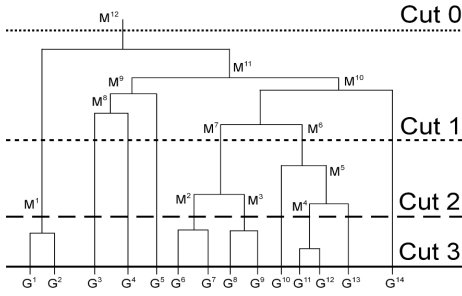 M12 Cut 0
M11
M9 M10
M8
M7 M6 Cut 1
M5
M1 M2 M3 M4 Cut 2
Cut 3
G1 G2 G3 G4 G5 G6 G7 G8 G9 G10 G11 G12 G13 G14